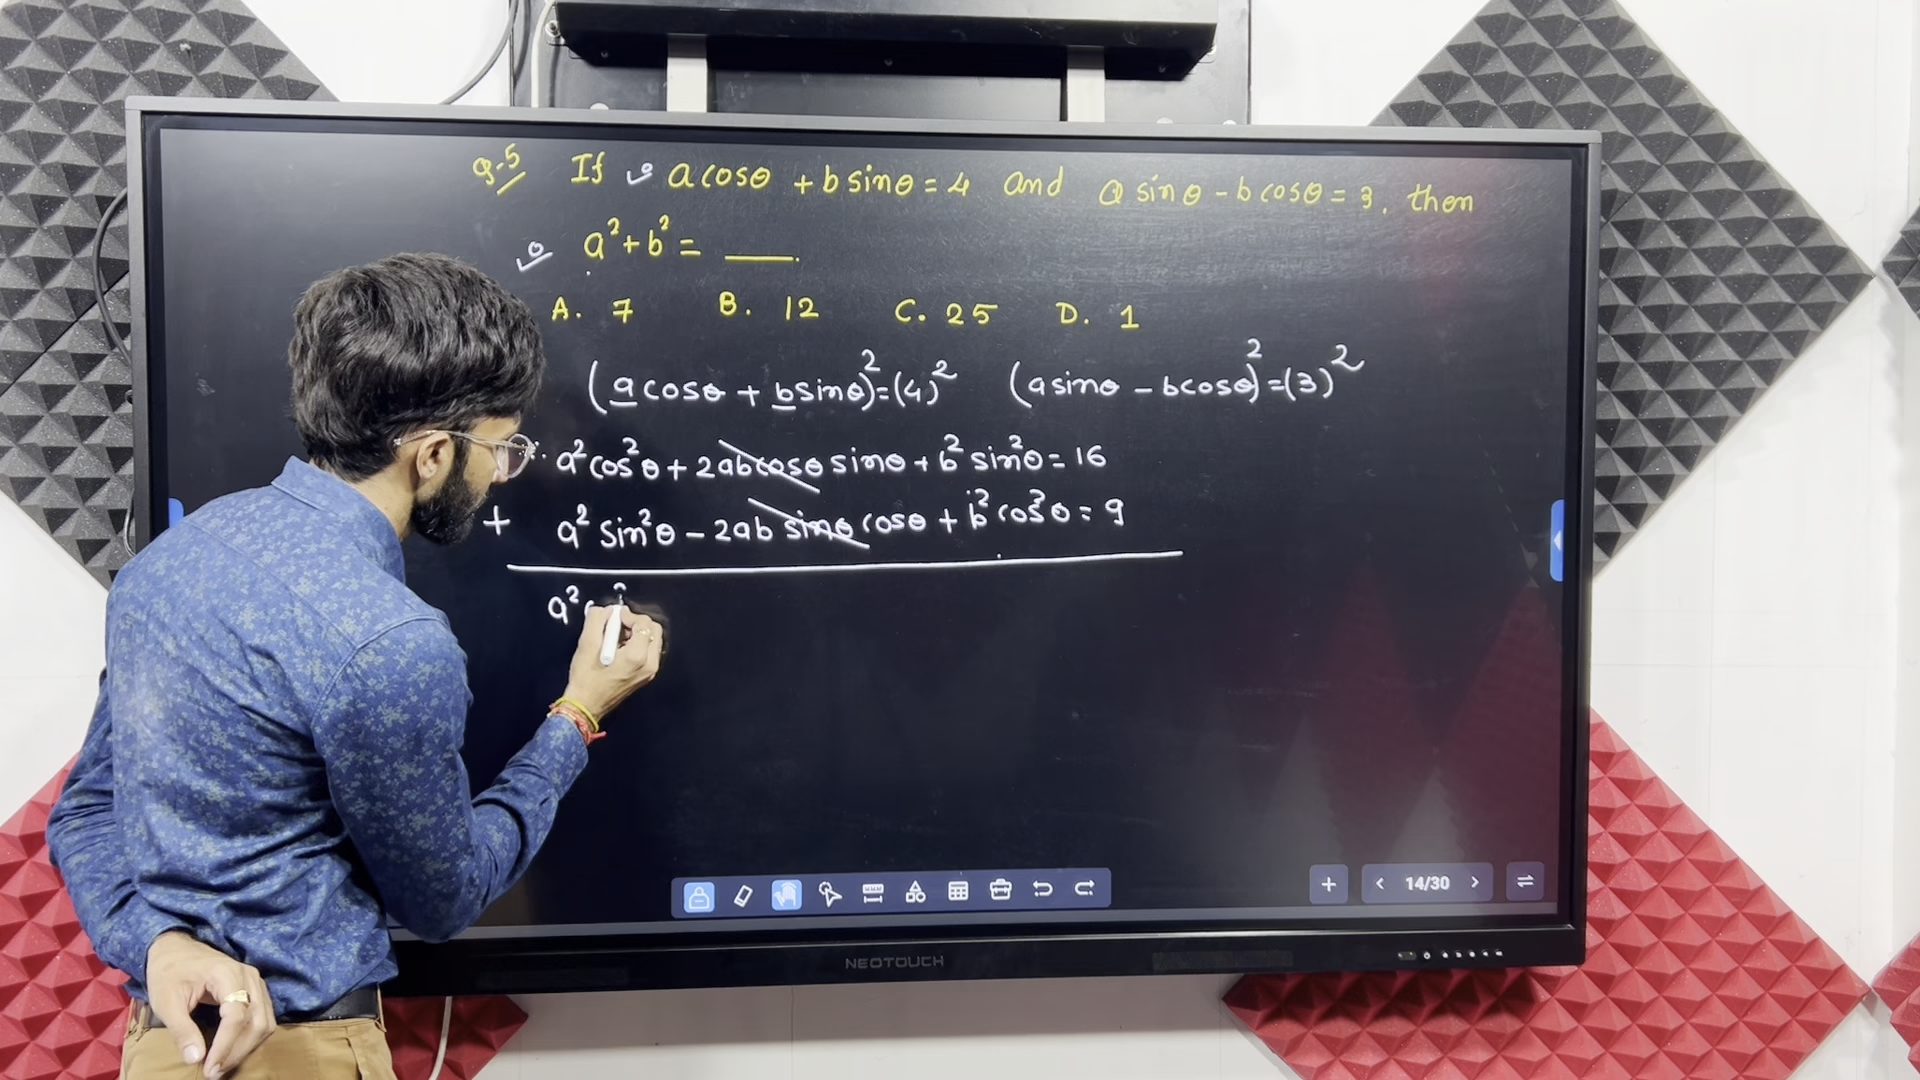 Q-5 If a cosθ + b sinθ = 4 and a sinθ - b cosθ = 3, then
a² + b² = ____.
A. 7 B. 12 C. 25 D. 1
(a cosθ + b sinθ)² = (4)² (a sinθ - b cosθ)² = (3)²
a² cos²θ + 2ab cosθ sinθ + b² sin²θ = 16
+ a² sin²θ - 2ab sinθ cosθ + b² cos²θ = 9
a²
14/30
NEOTOUCH